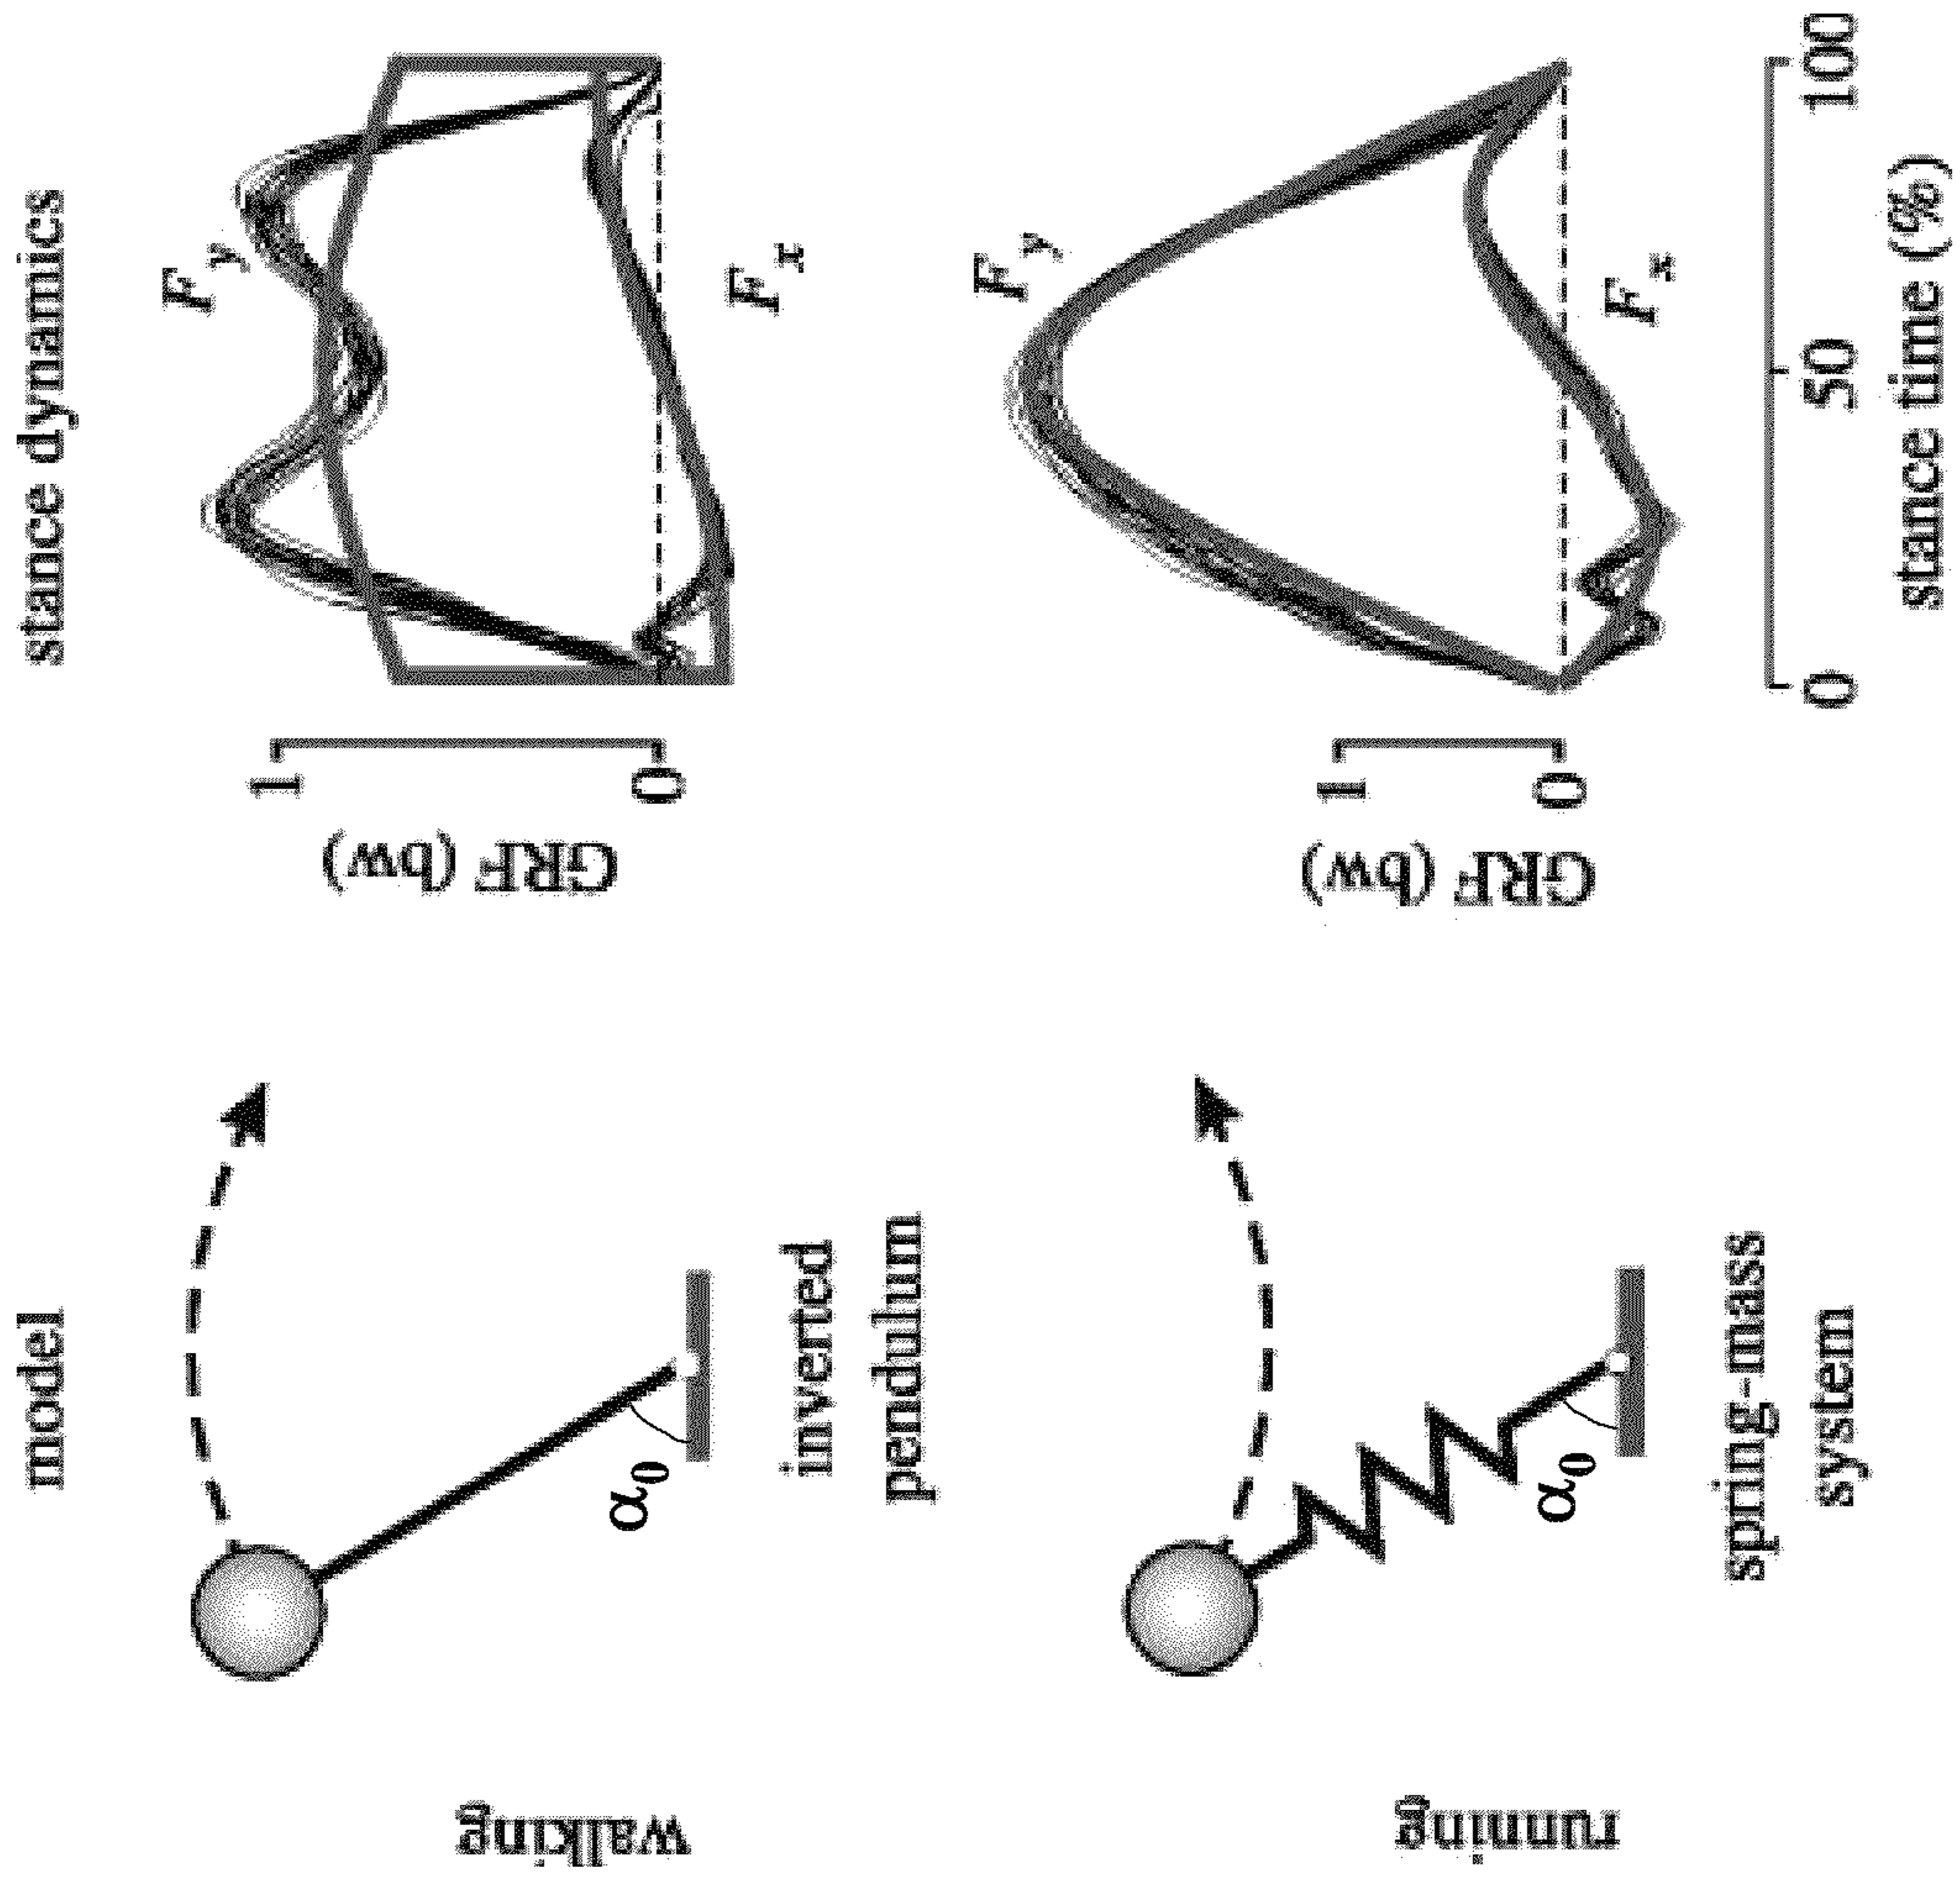 model
stance dynamics
walking
α0
inverted
pendulum
GRF (bw)
1
0
Fy
Fx
running
α0
spring-mass
system
GRF (bw)
1
0
Fy
Fx
0
50
100
stance time (%)